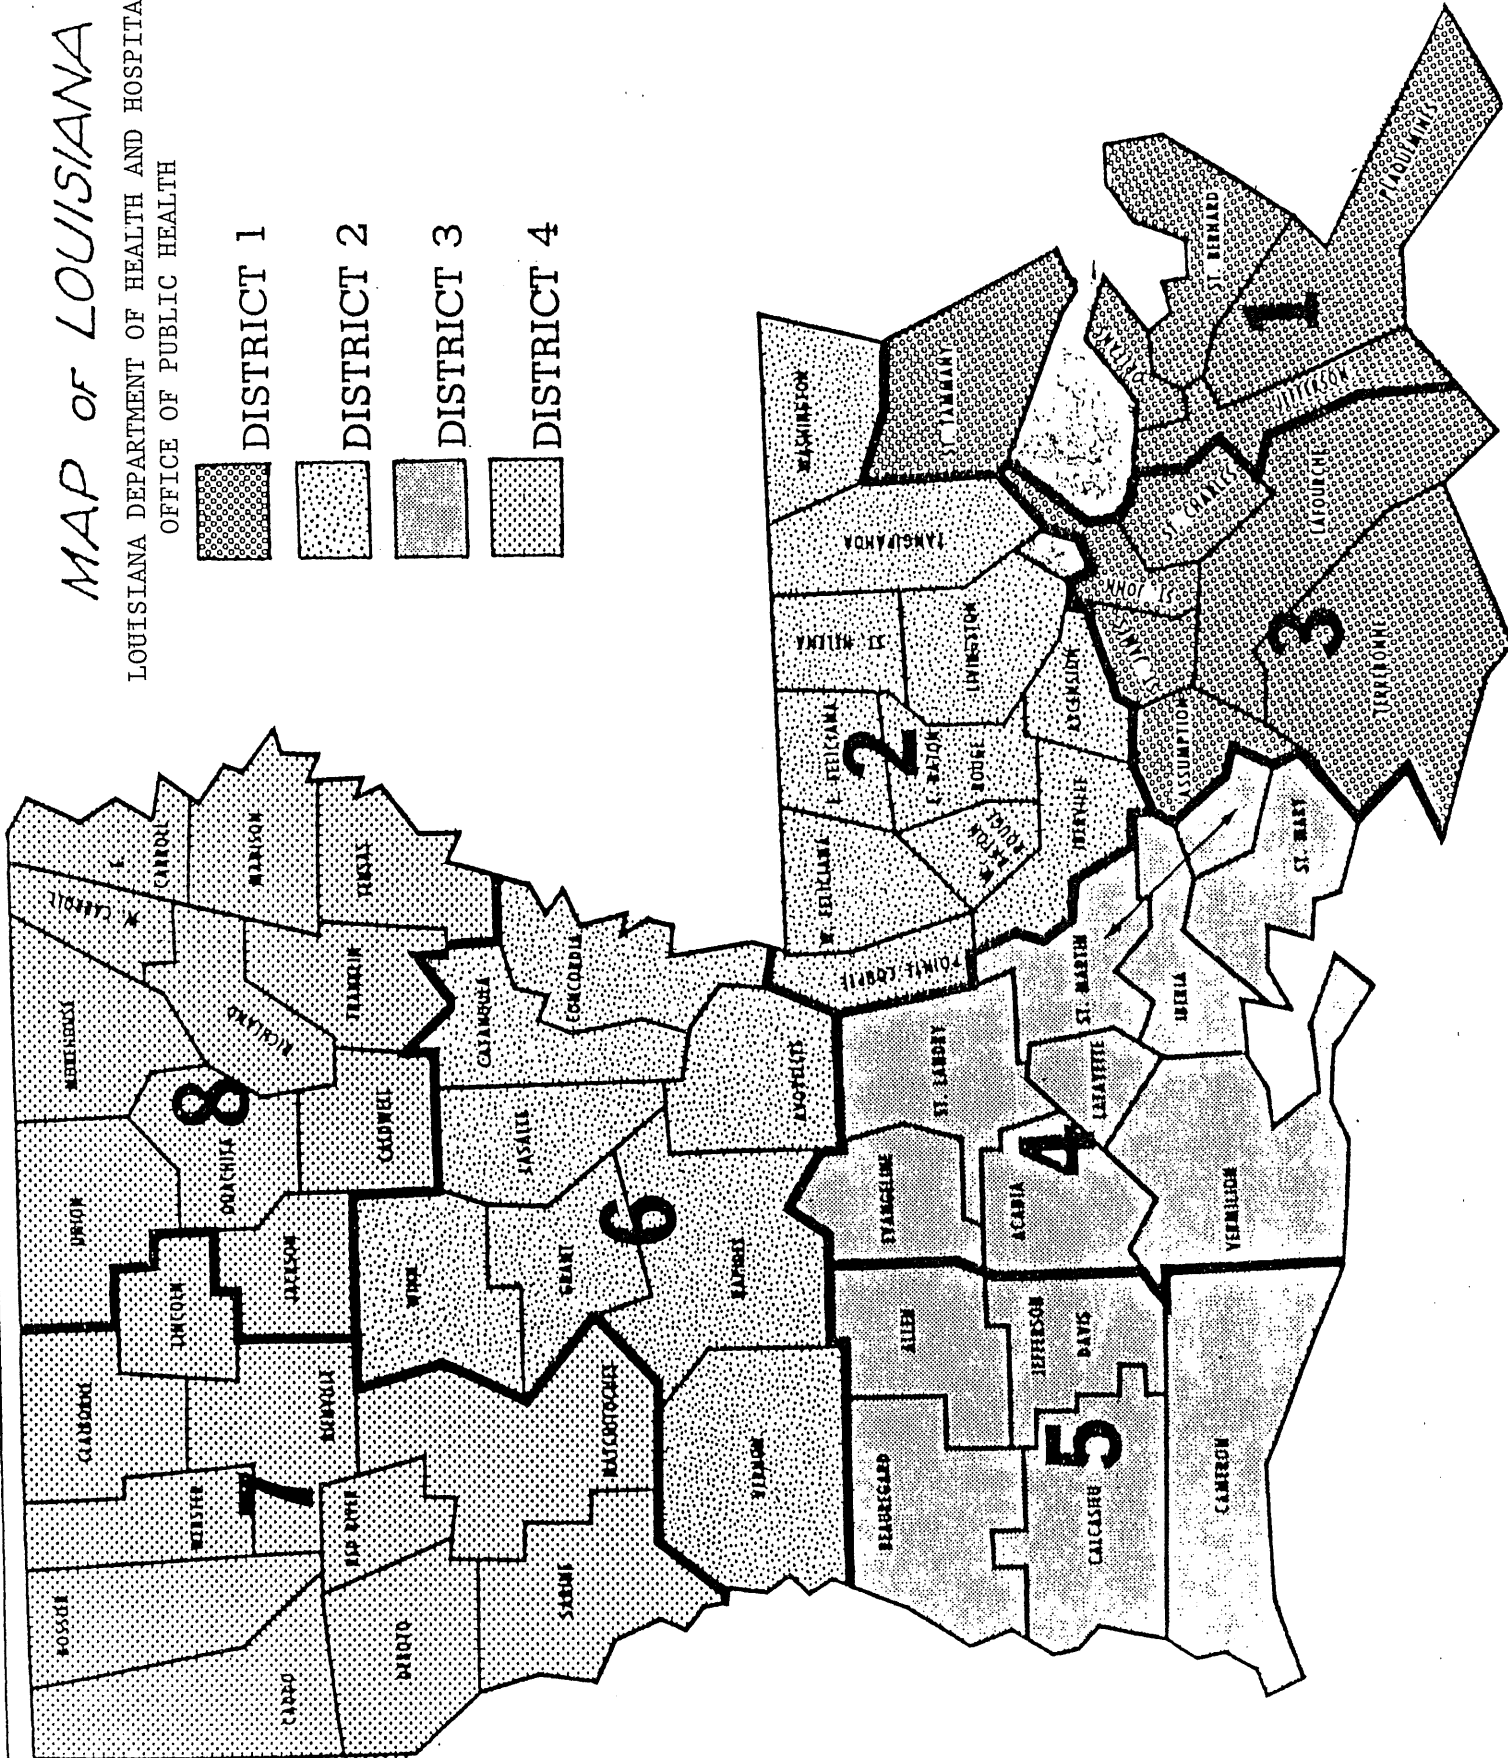 MAP OF LOUISIANA
LOUISIANA DEPARTMENT OF HEALTH AND HOSPITA
OFFICE OF PUBLIC HEALTH
DISTRICT 1
DISTRICT 2
DISTRICT 3
DISTRICT 4
CADDO
BOSSIER
WEBSTER
CLAIBORNE
LINCOLN
UNION
MOREHOUSE
W. CARROLL
E
CARROLL
MADISON
TENSAS
FRANKLIN
RICHLAND
OUACHITA
8
CALDWELL
JACKSON
BIENVILLE
7
RED RIVER
DESOTO
SABINE
NATCHITOCHES
WINN
GRANT
LASALLE
CATAHOULA
CONCORDIA
6
RAPIDES
AVOYELLES
VERNON
BEAUREGARD
ALLEN
EVANGELINE
ST. LANDRY
POINTE COUPEE
W. FELICIANA
E. FELICIANA
ST. HELENA
TANGIPAHOA
WASHINGTON
ST. TAMMANY
2
E. BATON
ROUGE
W. BATON
ROUGE
LIVINGSTON
ASCENSION
IBERVILLE
CALCASIEU
5
JEFFERSON
DAVIS
ACADIA
4
LAFAYETTE
ST. MARTIN
IBERIA
ST. MARY
VERMILION
CAMERON
ASSUMPTION
ST. JAMES
ST. JOHN
ST. CHARLES
LAFOURCHE
TERREBONNE
3
ORLEANS
JEFFERSON
ST. BERNARD
1
PLAQUEMINES